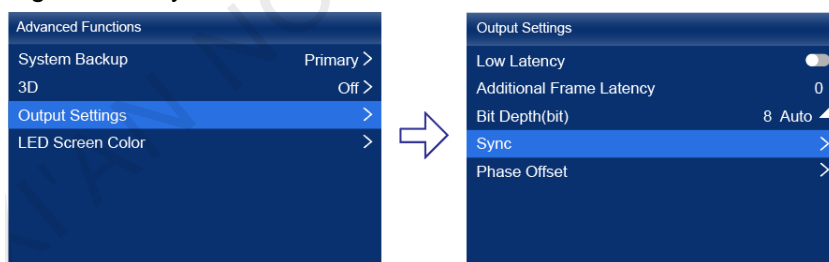 Advanced Functions
System Backup Primary >
3D Off >
Output Settings >
LED Screen Color >
Output Settings
Low Latency
Additional Frame Latency 0
Bit Depth(bit) 8 Auto
Sync >
Phase Offset >